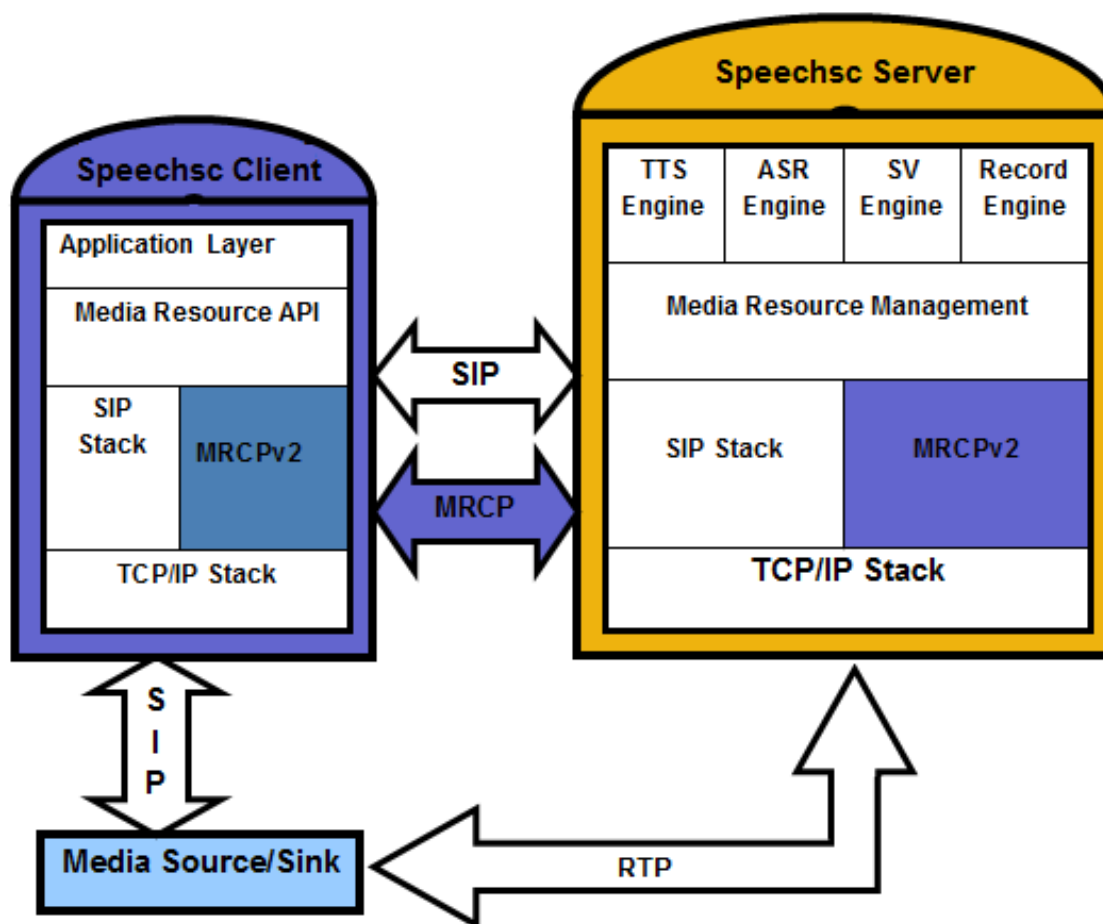 Speechsc Server
Speechsc Client
TTS
Engine
ASR
Engine
SV
Engine
Record
Engine
Application Layer
Media Resource API
Media Resource Management
SIP
SIP
Stack
MRCPv2
MRCP
SIP Stack
MRCPv2
TCP/IP Stack
TCP/IP Stack
S
I
P
Media Source/Sink
RTP